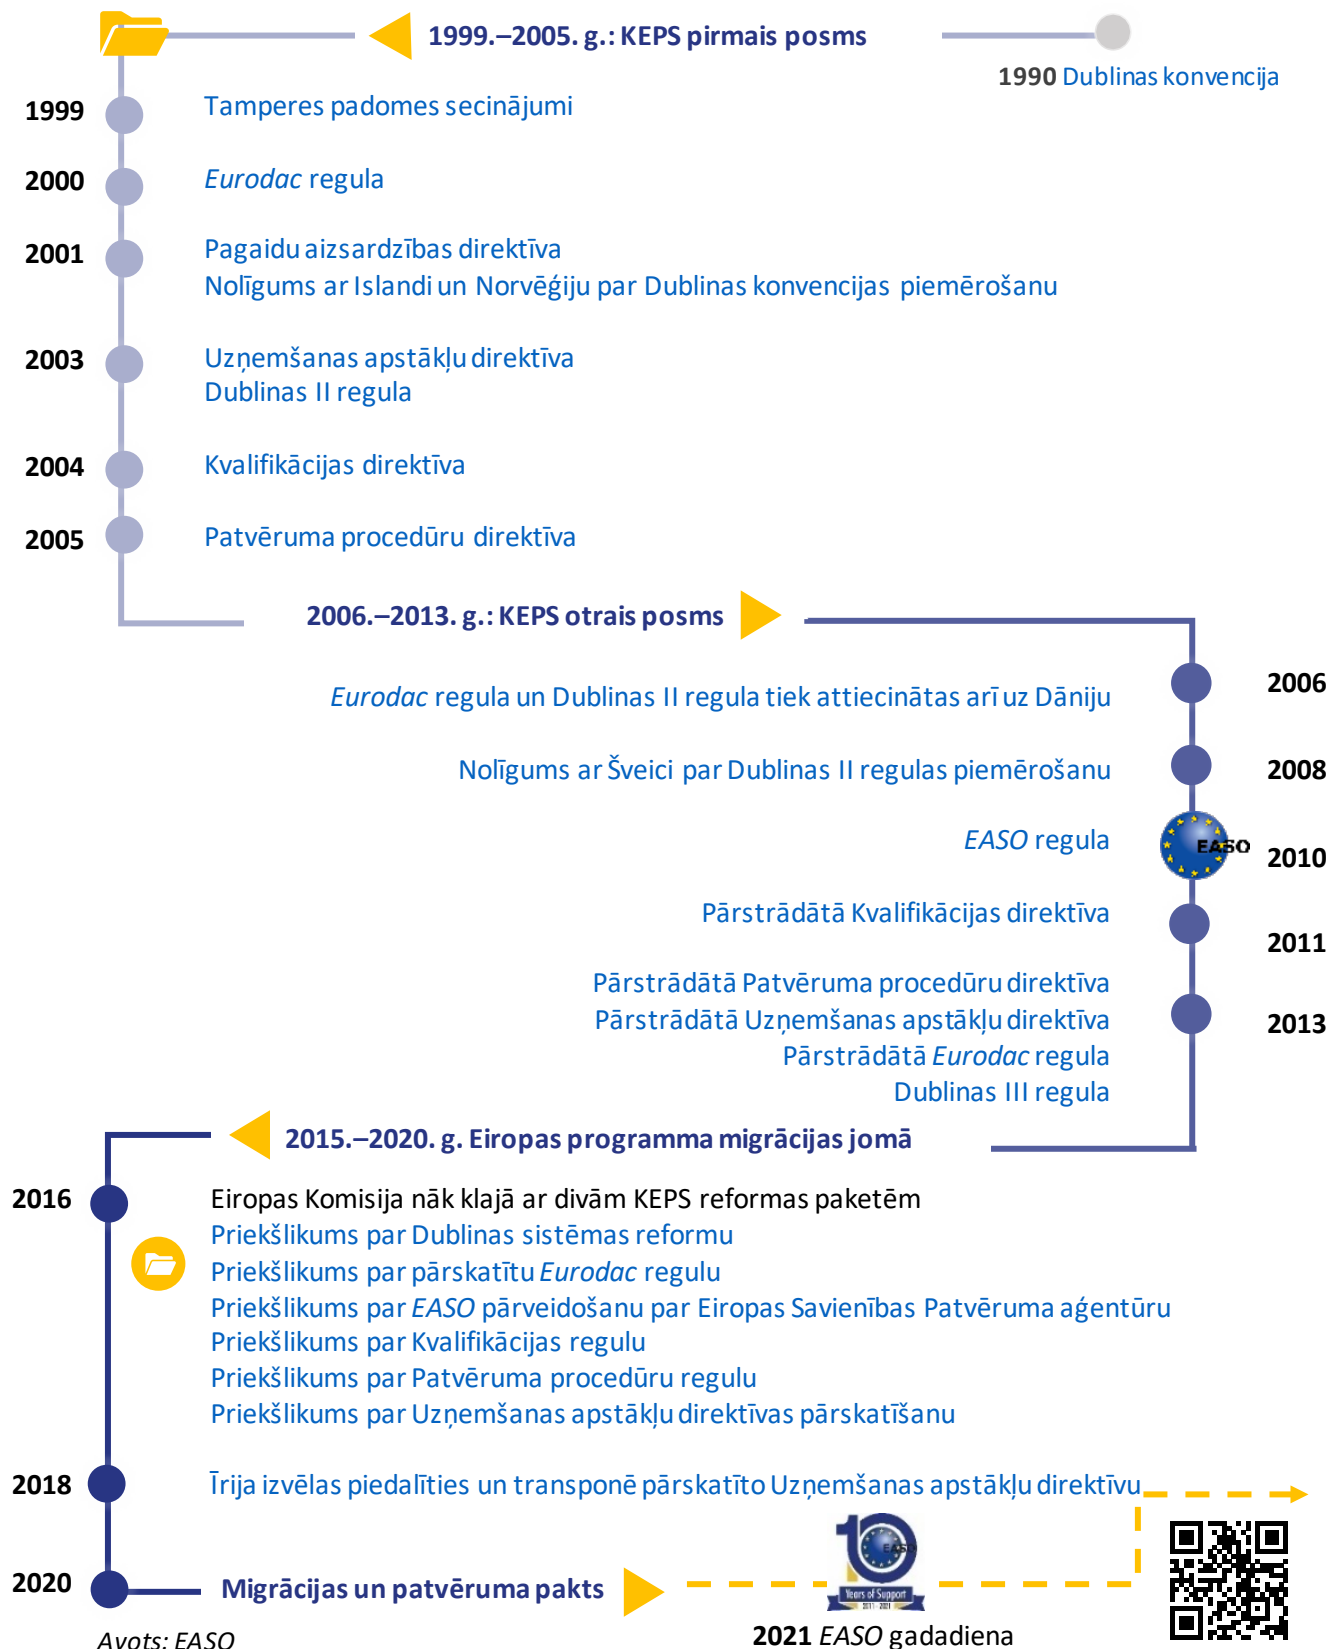 1999.–2005. g.: KEPS pirmais posms
1990 Dublinas konvencija
1999 Tamperes padomes secinājumi
2000 Eurodac regula
2001 Pagaidu aizsardzības direktīva
Nolīgums ar Islandi un Norvēģiju par Dublinas konvencijas piemērošanu
2003 Uzņemšanas apstākļu direktīva
Dublinas II regula
2004 Kvalifikācijas direktīva
2005 Patvēruma procedūru direktīva
2006.–2013. g.: KEPS otrais posms
Eurodac regula un Dublinas II regula tiek attiecinātas arī uz Dāniju 2006
Nolīgums ar Šveici par Dublinas II regulas piemērošanu 2008
EASO regula EASO 2010
Pārstrādātā Kvalifikācijas direktīva 2011
Pārstrādātā Patvēruma procedūru direktīva
Pārstrādātā Uzņemšanas apstākļu direktīva 2013
Pārstrādātā Eurodac regula
Dublinas III regula
2015.–2020. g. Eiropas programma migrācijas jomā
2016 Eiropas Komisija nāk klajā ar divām KEPS reformas paketēm
Priekšlikums par Dublinas sistēmas reformu
Priekšlikums par pārskatītu Eurodac regulu
Priekšlikums par EASO pārveidošanu par Eiropas Savienības Patvēruma aģentūru
Priekšlikums par Kvalifikācijas regulu
Priekšlikums par Patvēruma procedūru regulu
Priekšlikums par Uzņemšanas apstākļu direktīvas pārskatīšanu
2018 Īrija izvēlas piedalīties un transponē pārskatīto Uzņemšanas apstākļu direktīvu
10 EASO
Years of Support
2011 - 2021
2020 Migrācijas un patvēruma pakts
2021 EASO gadadiena
Avots: EASO